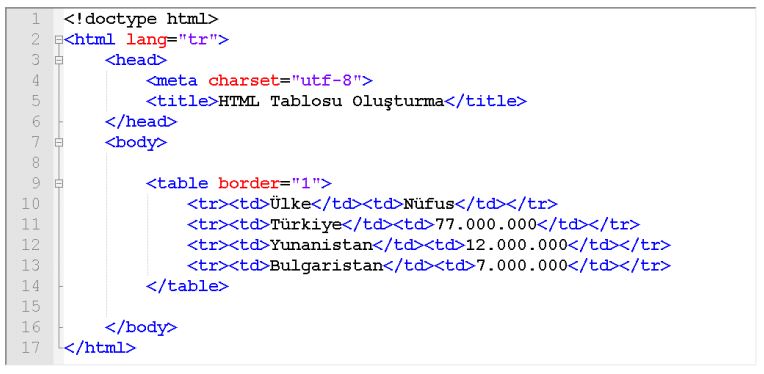 1 <!doctype html>
2 <html lang="tr">
3 <head>
4 <meta charset="utf-8">
5 <title>HTML Tablosu Oluşturma</title>
6 </head>
7 <body>
8
9 <table border="1">
10 <tr><td>Ülke</td><td>Nüfus</td></tr>
11 <tr><td>Türkiye</td><td>77.000.000</td></tr>
12 <tr><td>Yunanistan</td><td>12.000.000</td></tr>
13 <tr><td>Bulgaristan</td><td>7.000.000</td></tr>
14 </table>
15
16 </body>
17 </html>